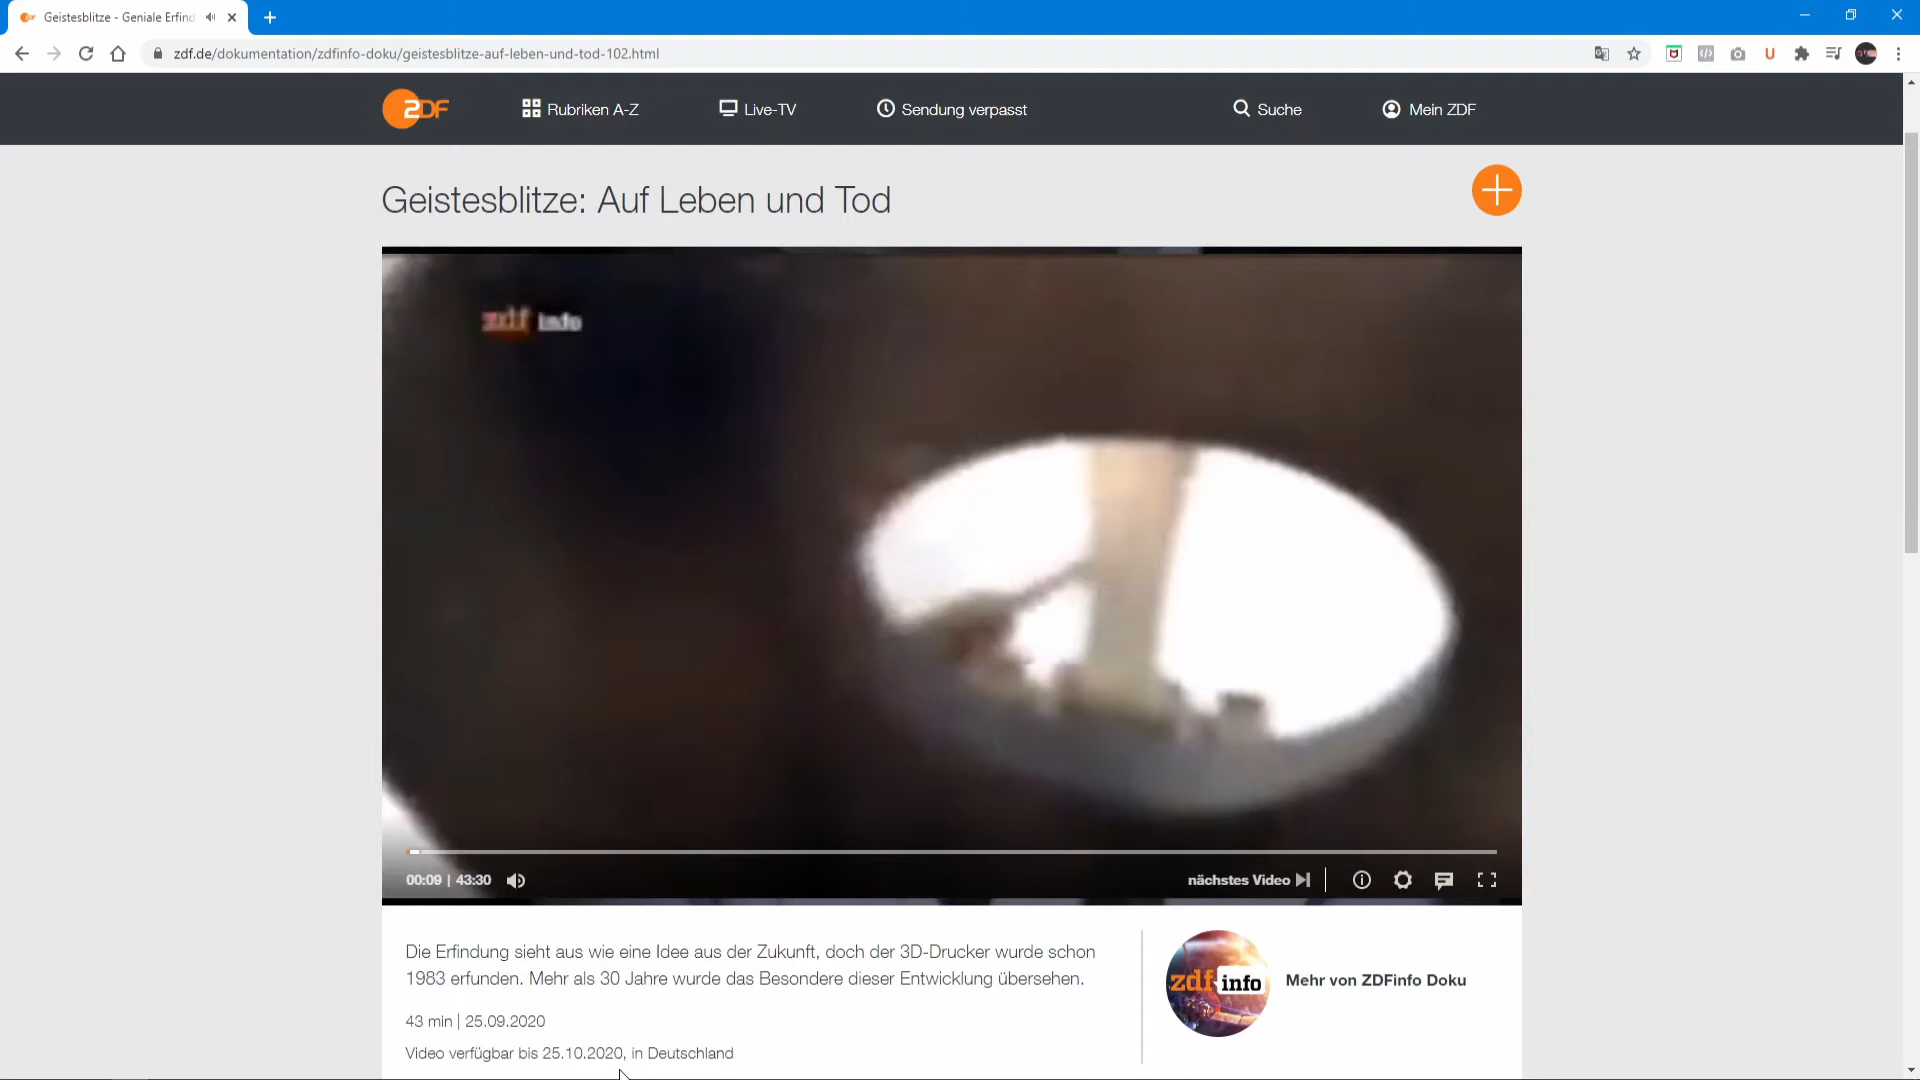 Geistesblitze - Geniale Erfind
zdf.de/dokumentation/zdfinfo-doku/geistesblitze-auf-leben-und-tod-102.html
ZDF
Rubriken A-Z
Live-TV
Sendung verpasst
Suche
Mein ZDF
Geistesblitze: Auf Leben und Tod
zdf info
00:09 | 43:30
nächstes Video
Die Erfindung sieht aus wie eine Idee aus der Zukunft, doch der 3D-Drucker wurde schon
1983 erfunden. Mehr als 30 Jahre wurde das Besondere dieser Entwicklung übersehen.
43 min | 25.09.2020
Video verfügbar bis 25.10.2020, in Deutschland
zdf info
Mehr von ZDFinfo Doku